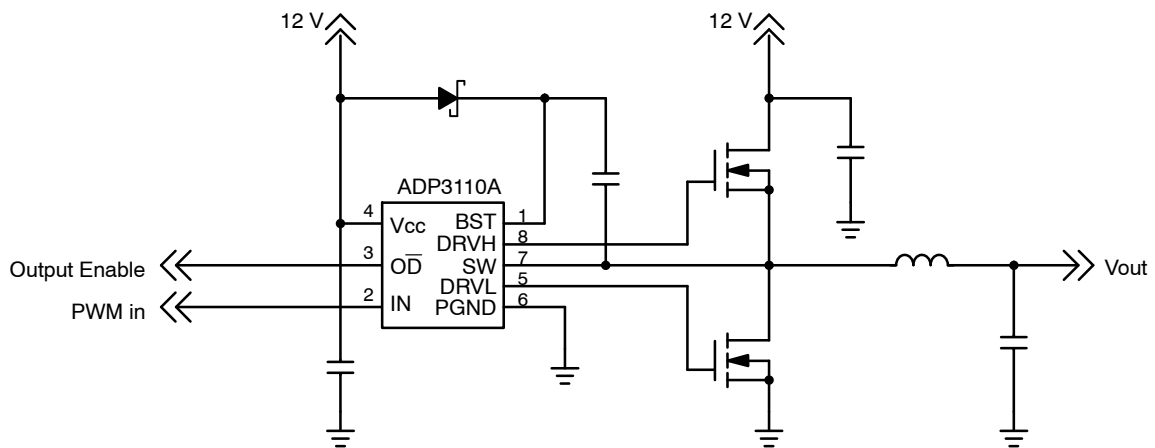 12 V
12 V
ADP3110A
4
Vcc
BST
1
DRVH
8
Output Enable
3
OD̅
SW
7
Vout
DRVL
5
PWM in
2
IN
PGND
6